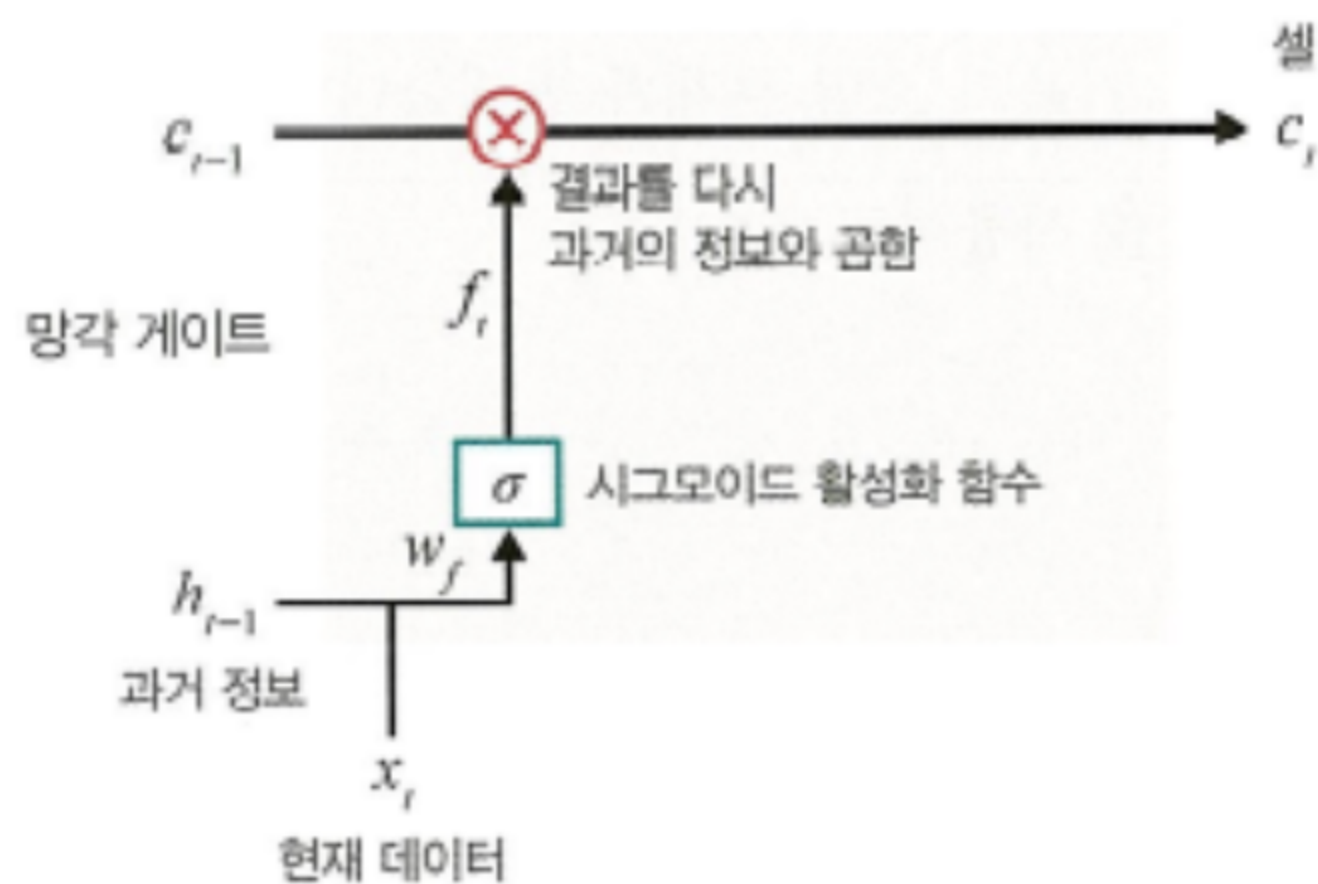 셀
c_{t-1}
c_t
결과를 다시
과거의 정보와 곱한
f_t
망각 게이트
σ
시그모이드 활성화 함수
w_f
h_{t-1}
과거 정보
x_t
현재 데이터